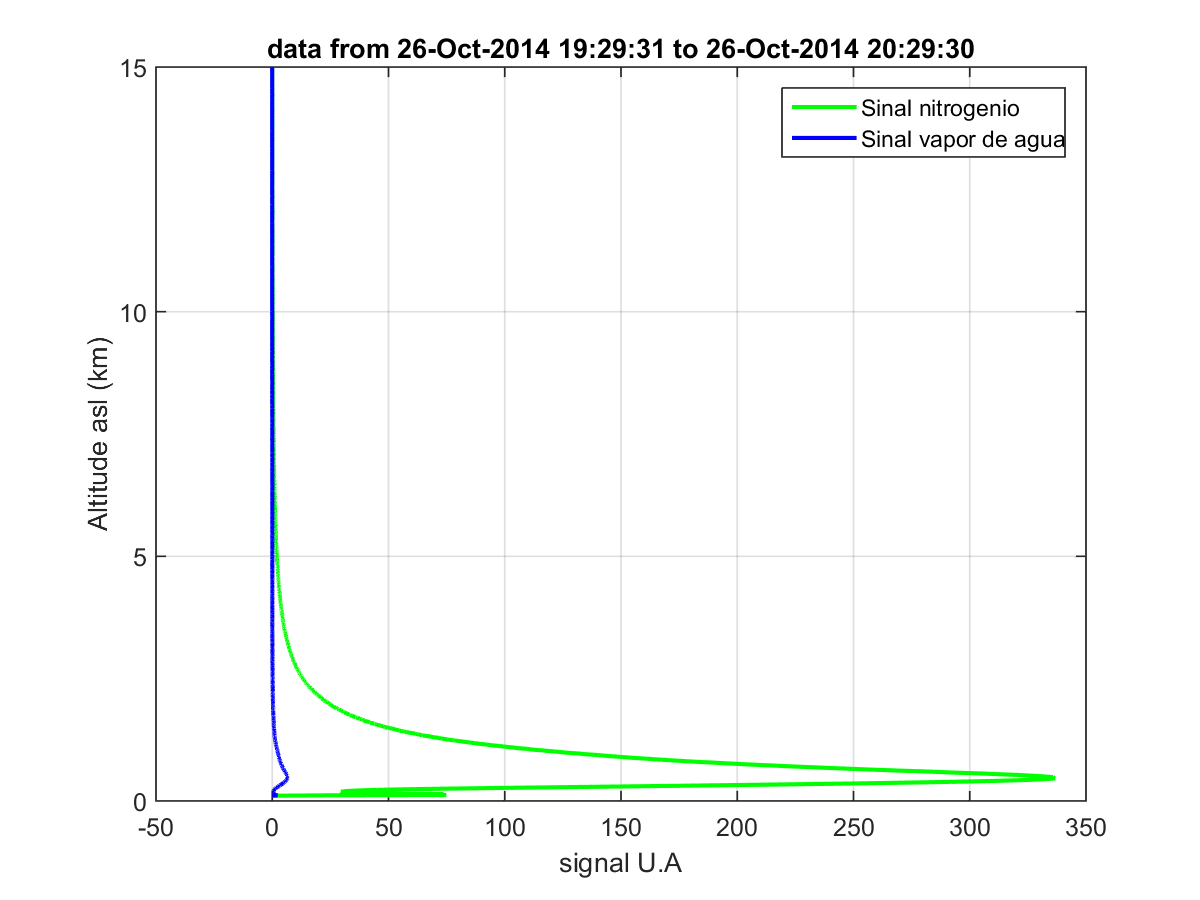 data from 26-Oct-2014 19:29:31 to 26-Oct-2014 20:29:30
Sinal nitrogenio
Sinal vapor de agua
15
10
5
0
Altitude asl (km)
-50 0 50 100 150 200 250 300 350
signal U.A